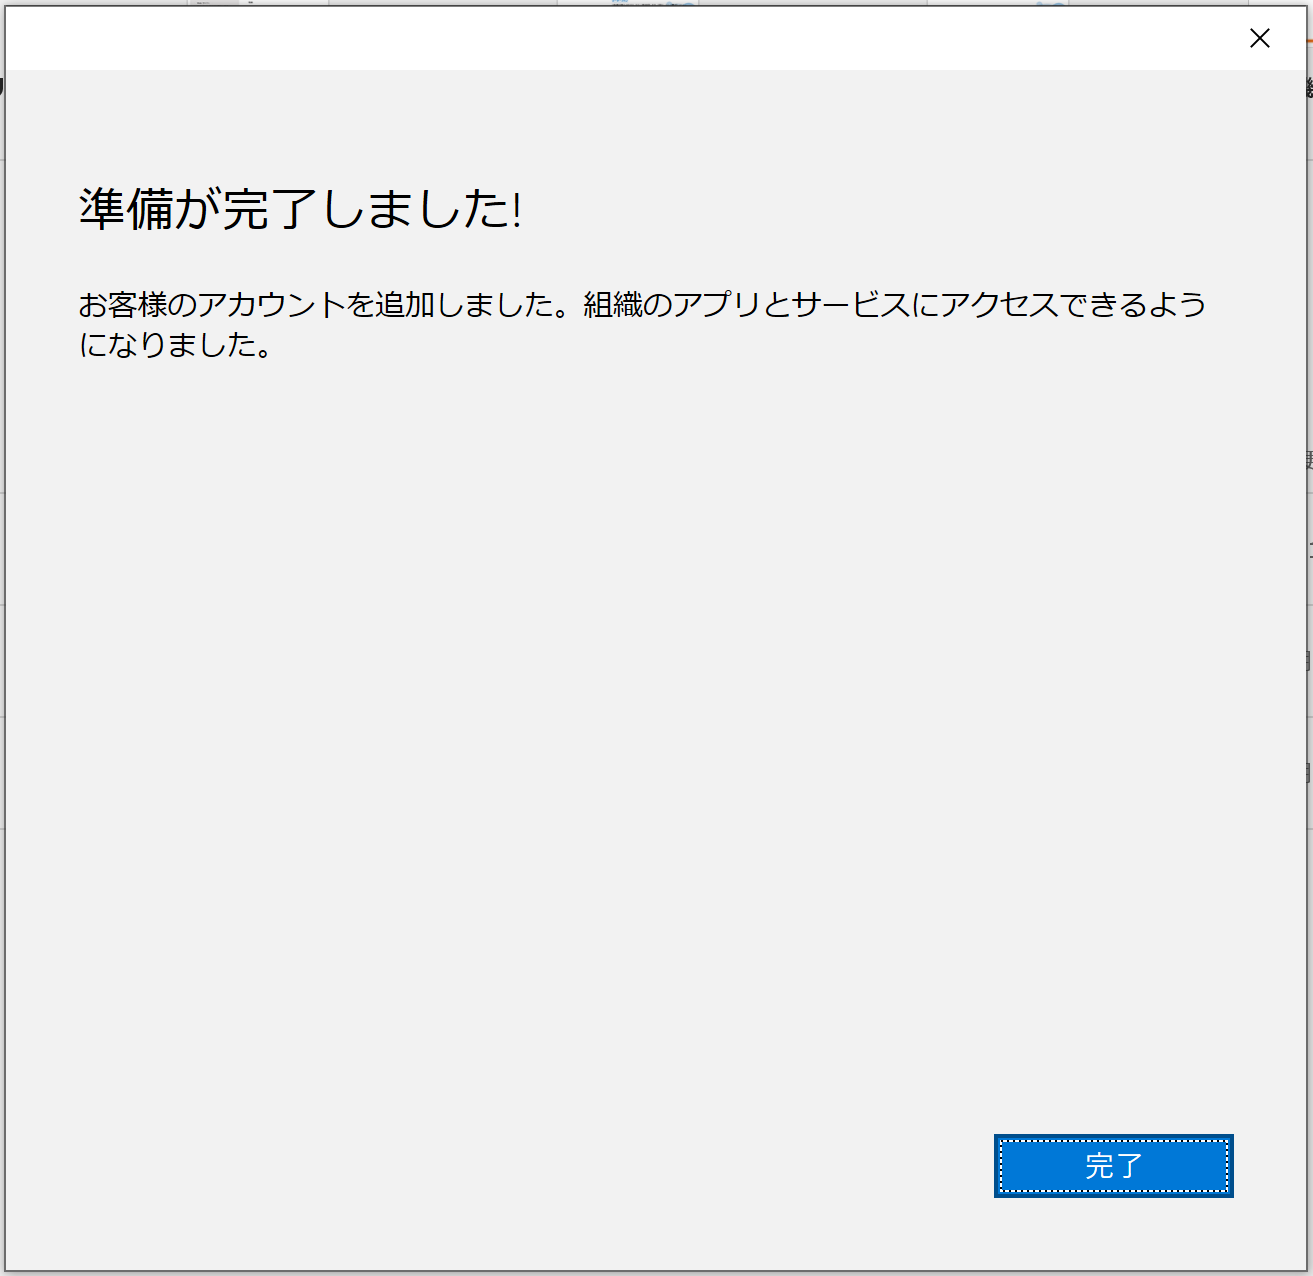 準備が完了しました!
お客様のアカウントを追加しました。組織のアプリとサービスにアクセスできるよう
になりました。
完了